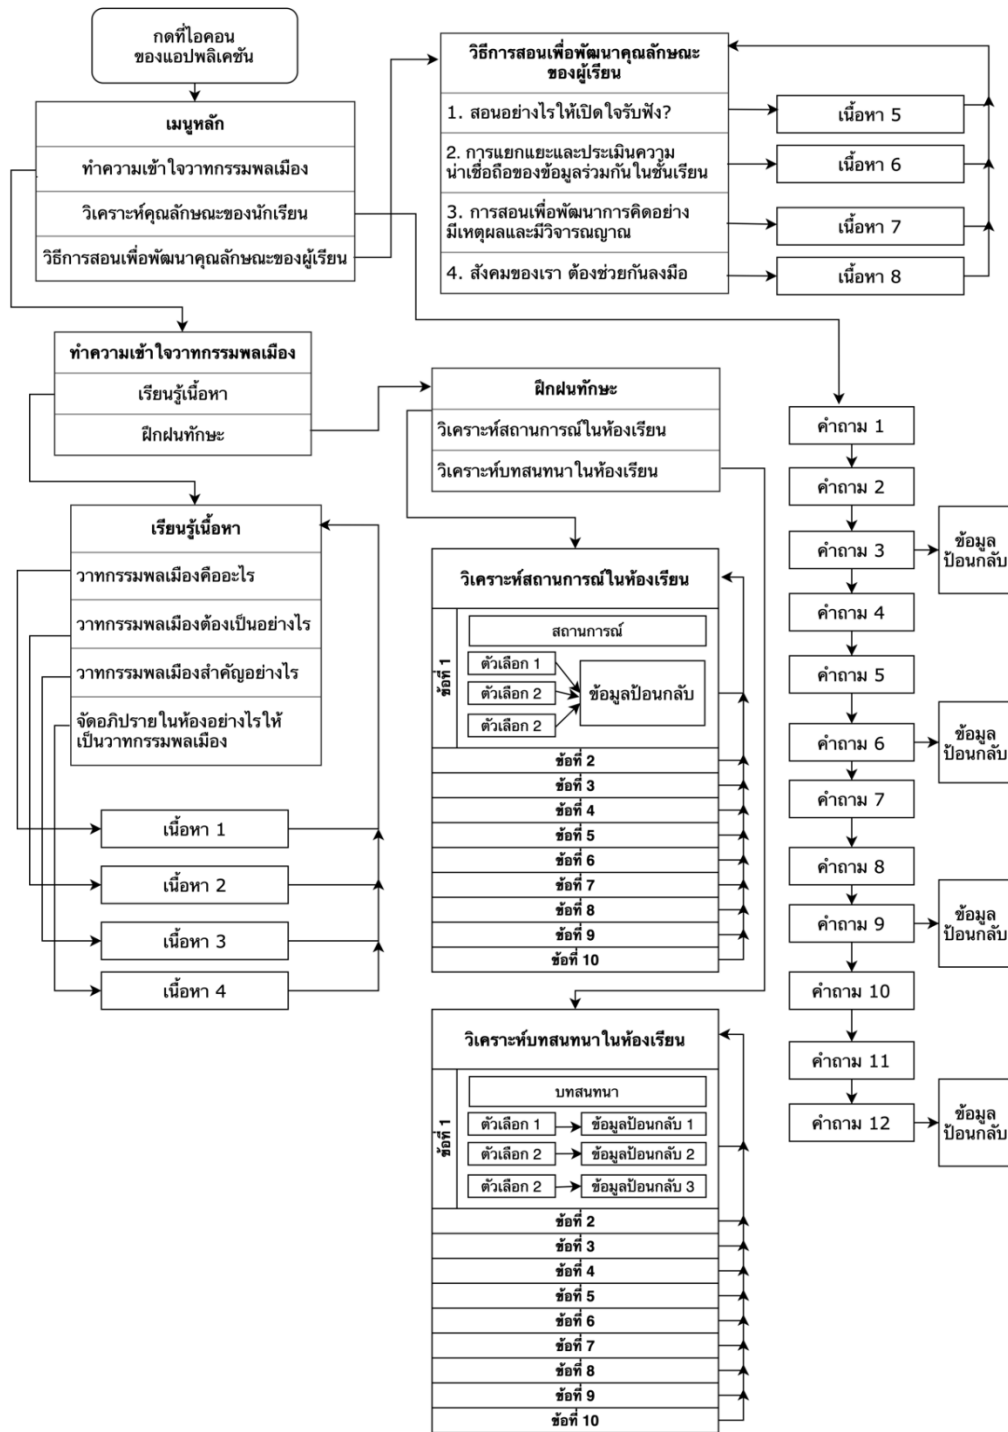 กดที่ไอคอน
ของแอปพลิเคชัน
เมนูหลัก
ทำความเข้าใจวาทกรรมพลเมือง
วิเคราะห์คุณลักษณะของนักเรียน
วิธีการสอนเพื่อพัฒนาคุณลักษณะของผู้เรียน
วิธีการสอนเพื่อพัฒนาคุณลักษณะ
ของผู้เรียน
1. สอนอย่างไรให้เปิดใจรับฟัง?
2. การแยกแยะและประเมินความ
น่าเชื่อถือของข้อมูลร่วมกันในชั้นเรียน
3. การสอนเพื่อพัฒนาการคิดอย่าง
มีเหตุผลและมีวิจารณญาณ
4. สังคมของเรา ต้องช่วยกันลงมือ
เนื้อหา 5
เนื้อหา 6
เนื้อหา 7
เนื้อหา 8
ทำความเข้าใจวาทกรรมพลเมือง
เรียนรู้เนื้อหา
ฝึกฝนทักษะ
เรียนรู้เนื้อหา
วาทกรรมพลเมืองคืออะไร
วาทกรรมพลเมืองต้องเป็นอย่างไร
วาทกรรมพลเมืองสำคัญอย่างไร
จัดอภิปรายในห้องอย่างไรให้
เป็นวาทกรรมพลเมือง
เนื้อหา 1
เนื้อหา 2
เนื้อหา 3
เนื้อหา 4
ฝึกฝนทักษะ
วิเคราะห์สถานการณ์ในห้องเรียน
วิเคราะห์บทสนทนาในห้องเรียน
วิเคราะห์สถานการณ์ในห้องเรียน
ข้อที่ 1
สถานการณ์
ตัวเลือก 1
ตัวเลือก 2
ตัวเลือก 2
ข้อมูลป้อนกลับ
ข้อที่ 2
ข้อที่ 3
ข้อที่ 4
ข้อที่ 5
ข้อที่ 6
ข้อที่ 7
ข้อที่ 8
ข้อที่ 9
ข้อที่ 10
วิเคราะห์บทสนทนาในห้องเรียน
ข้อที่ 1
บทสนทนา
ตัวเลือก 1
ข้อมูลป้อนกลับ 1
ตัวเลือก 2
ข้อมูลป้อนกลับ 2
ตัวเลือก 2
ข้อมูลป้อนกลับ 3
ข้อที่ 2
ข้อที่ 3
ข้อที่ 4
ข้อที่ 5
ข้อที่ 6
ข้อที่ 7
ข้อที่ 8
ข้อที่ 9
ข้อที่ 10
คำถาม 1
คำถาม 2
คำถาม 3
ข้อมูล
ป้อนกลับ
คำถาม 4
คำถาม 5
คำถาม 6
ข้อมูล
ป้อนกลับ
คำถาม 7
คำถาม 8
คำถาม 9
ข้อมูล
ป้อนกลับ
คำถาม 10
คำถาม 11
คำถาม 12
ข้อมูล
ป้อนกลับ